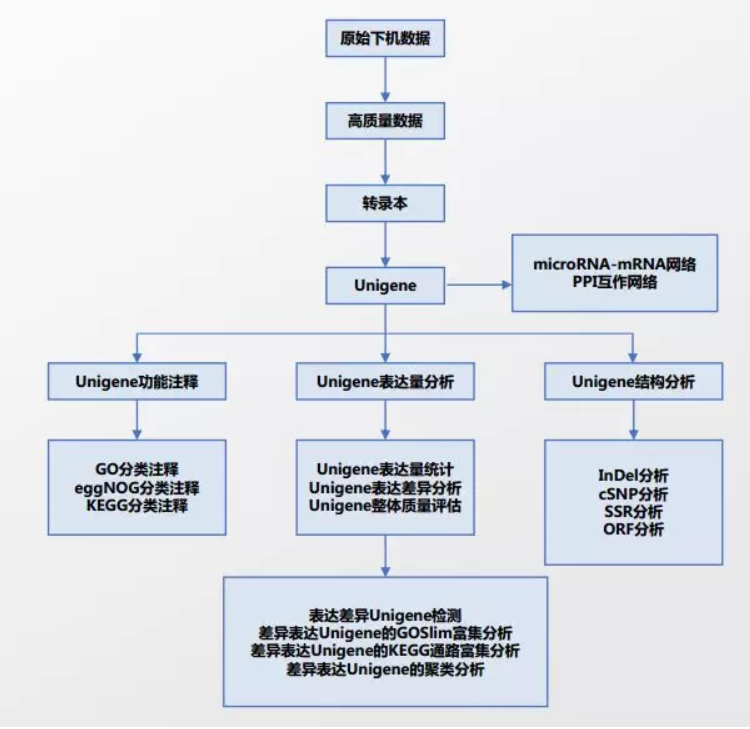 原始下机数据
高质量数据
转录本
Unigene
microRNA-mRNA网络
PPI互作网络
Unigene功能注释
Unigene表达量分析
Unigene结构分析
GO分类注释
eggNOG分类注释
KEGG分类注释
Unigene表达量统计
Unigene表达差异分析
Unigene整体质量评估
InDel分析
cSNP分析
SSR分析
ORF分析
表达差异Unigene检测
差异表达Unigene的GOSlim富集分析
差异表达Unigene的KEGG通路富集分析
差异表达Unigene的聚类分析